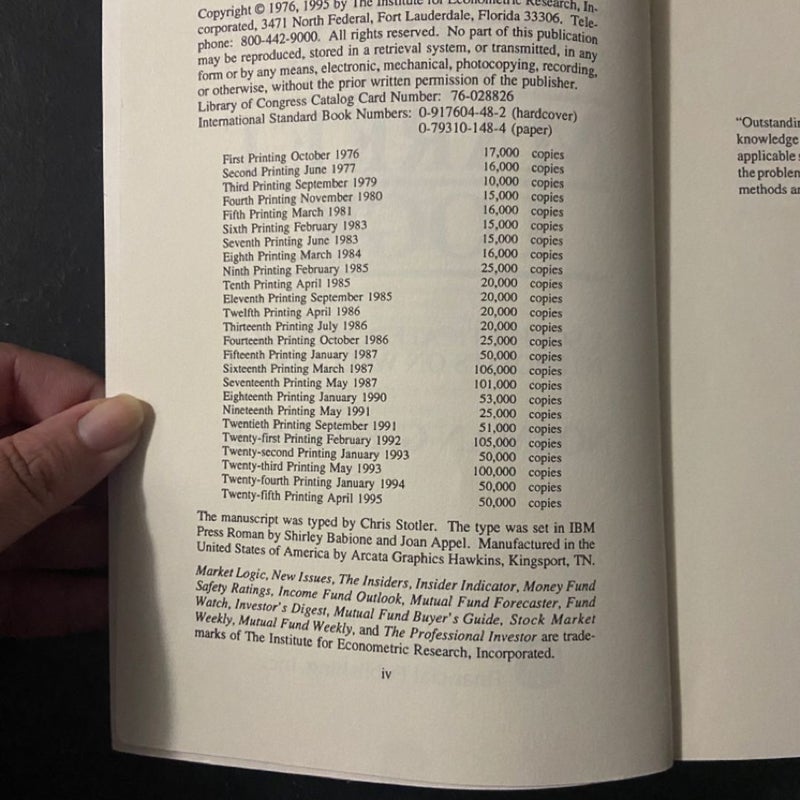 Copyright © 1976, 1995 by The Institute for Econometric Research, In-
corporated, 3471 North Federal, Fort Lauderdale, Florida 33306. Tele-
phone: 800-442-9000. All rights reserved. No part of this publication
may be reproduced, stored in a retrieval system, or transmitted, in any
form or by any means, electronic, mechanical, photocopying, recording,
or otherwise, without the prior written permission of the publisher.
Library of Congress Catalog Card Number: 76-028826
International Standard Book Numbers: 0-917604-48-2 (hardcover)
0-79310-148-4 (paper)
First Printing October 1976 17,000 copies
Second Printing June 1977 16,000 copies
Third Printing September 1979 10,000 copies
Fourth Printing November 1980 15,000 copies
Fifth Printing March 1981 16,000 copies
Sixth Printing February 1983 15,000 copies
Seventh Printing June 1983 15,000 copies
Eighth Printing March 1984 16,000 copies
Ninth Printing February 1985 25,000 copies
Tenth Printing April 1985 20,000 copies
Eleventh Printing September 1985 20,000 copies
Twelfth Printing April 1986 20,000 copies
Thirteenth Printing July 1986 20,000 copies
Fourteenth Printing October 1986 25,000 copies
Fifteenth Printing January 1987 50,000 copies
Sixteenth Printing March 1987 106,000 copies
Seventeenth Printing May 1987 101,000 copies
Eighteenth Printing January 1990 53,000 copies
Nineteenth Printing May 1991 25,000 copies
Twentieth Printing September 1991 51,000 copies
Twenty-first Printing February 1992 105,000 copies
Twenty-second Printing January 1993 50,000 copies
Twenty-third Printing May 1993 100,000 copies
Twenty-fourth Printing January 1994 50,000 copies
Twenty-fifth Printing April 1995 50,000 copies
The manuscript was typed by Chris Stotler. The type was set in IBM
Press Roman by Shirley Babione and Joan Appel. Manufactured in the
United States of America by Arcata Graphics Hawkins, Kingsport, TN.
Market Logic, New Issues, The Insiders, Insider Indicator, Money Fund
Safety Ratings, Income Fund Outlook, Mutual Fund Forecaster, Fund
Watch, Investor's Digest, Mutual Fund Buyer's Guide, Stock Market
Weekly, Mutual Fund Weekly, and The Professional Investor are trade-
marks of The Institute for Econometric Research, Incorporated.
iv
"Outstandin
knowledge
applicable
the problem
methods a